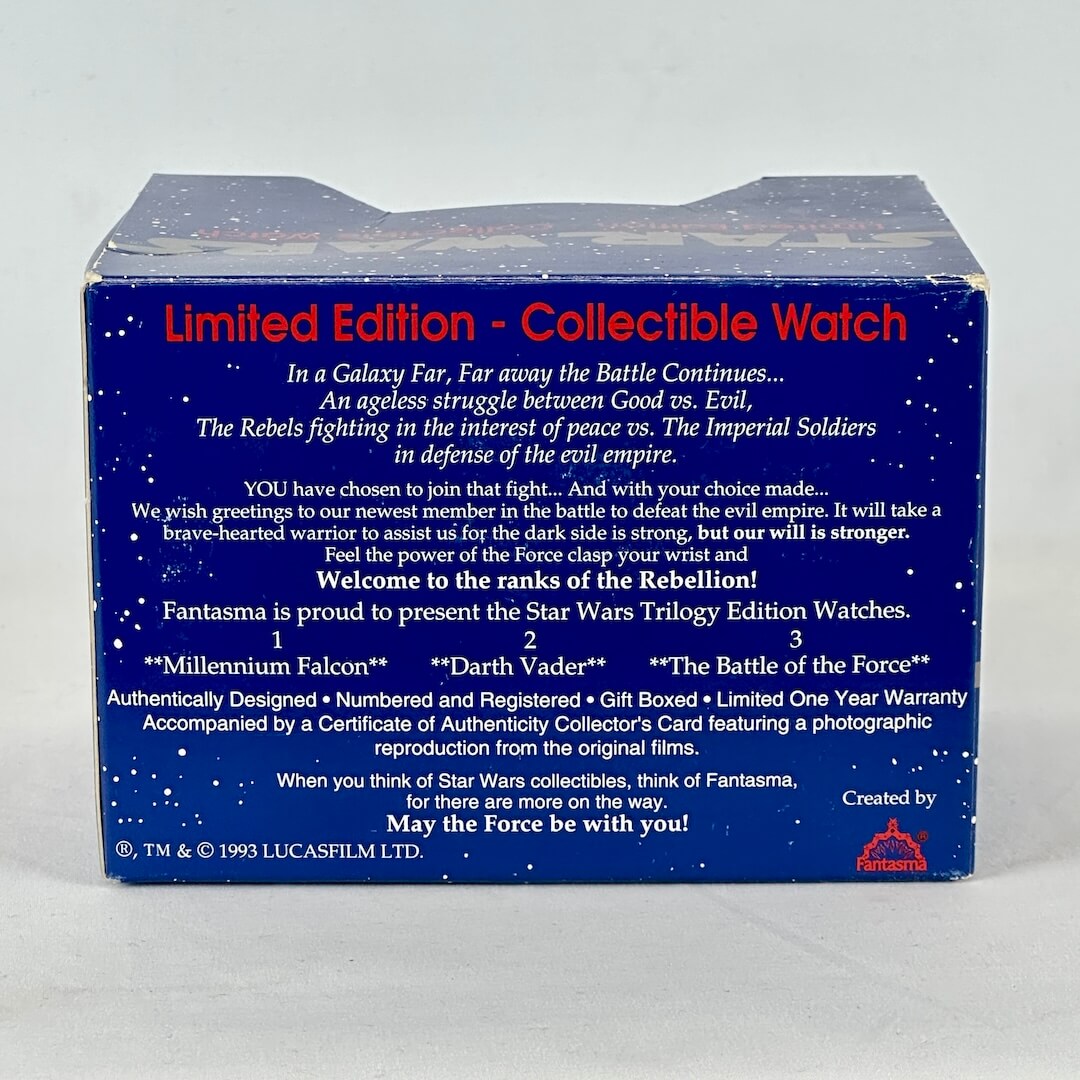 STAR WARS
Limited Edition - Collectible Watch
Limited Edition - Collectible Watch
In a Galaxy Far, Far away the Battle Continues...
An ageless struggle between Good vs. Evil,
The Rebels fighting in the interest of peace vs. The Imperial Soldiers
in defense of the evil empire.
YOU have chosen to join that fight... And with your choice made...
We wish greetings to our newest member in the battle to defeat the evil empire. It will take a
brave-hearted warrior to assist us for the dark side is strong, but our will is stronger.
Feel the power of the Force clasp your wrist and
Welcome to the ranks of the Rebellion!
Fantasma is proud to present the Star Wars Trilogy Edition Watches.
1 2 3
**Millennium Falcon** **Darth Vader** **The Battle of the Force**
Authentically Designed • Numbered and Registered • Gift Boxed • Limited One Year Warranty
Accompanied by a Certificate of Authenticity Collector's Card featuring a photographic
reproduction from the original films.
When you think of Star Wars collectibles, think of Fantasma,
for there are more on the way.
May the Force be with you!
Created by
Fantasma ®
®, TM & © 1993 LUCASFILM LTD.